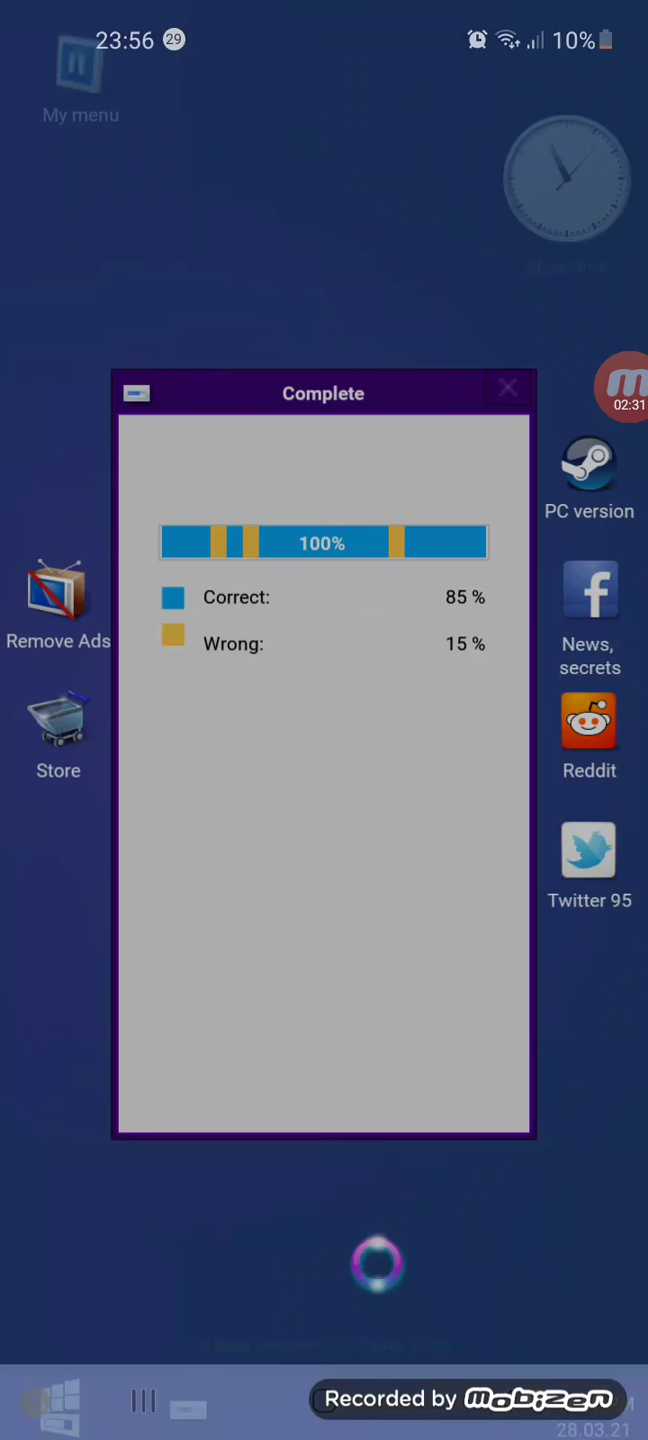 23:56 29 10%
My menu
Complete
02:31
PC version
100%
Correct: 85 %
Wrong: 15 %
Remove Ads
News,
secrets
Store
Reddit
Twitter 95
Recorded by mobizen
28.03.21